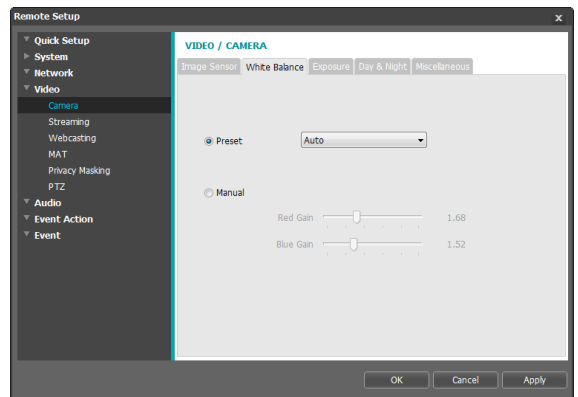 Remote Setup
x
Quick Setup
System
Network
Video
Camera
Streaming
Webcasting
MAT
Privacy Masking
PTZ
Audio
Event Action
Event
VIDEO / CAMERA
Image Sensor White Balance Exposure Day & Night Miscellaneous
Preset Auto
Manual
Red Gain 1.68
Blue Gain 1.52
OK Cancel Apply